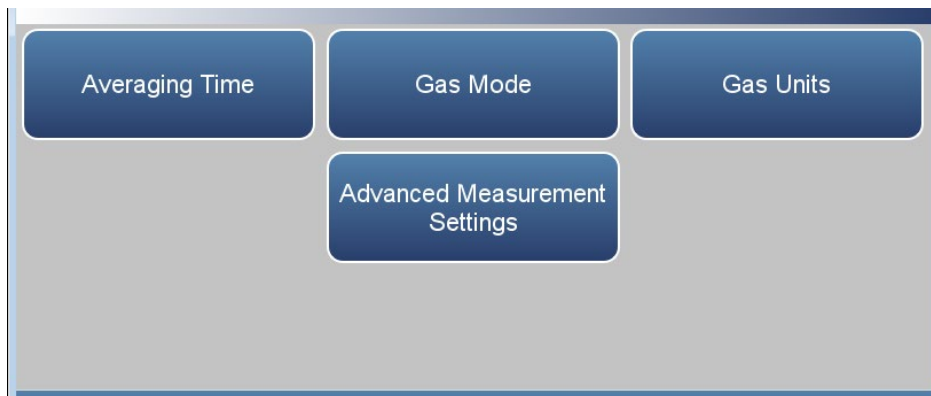 Averaging Time
Gas Mode
Gas Units
Advanced Measurement
Settings